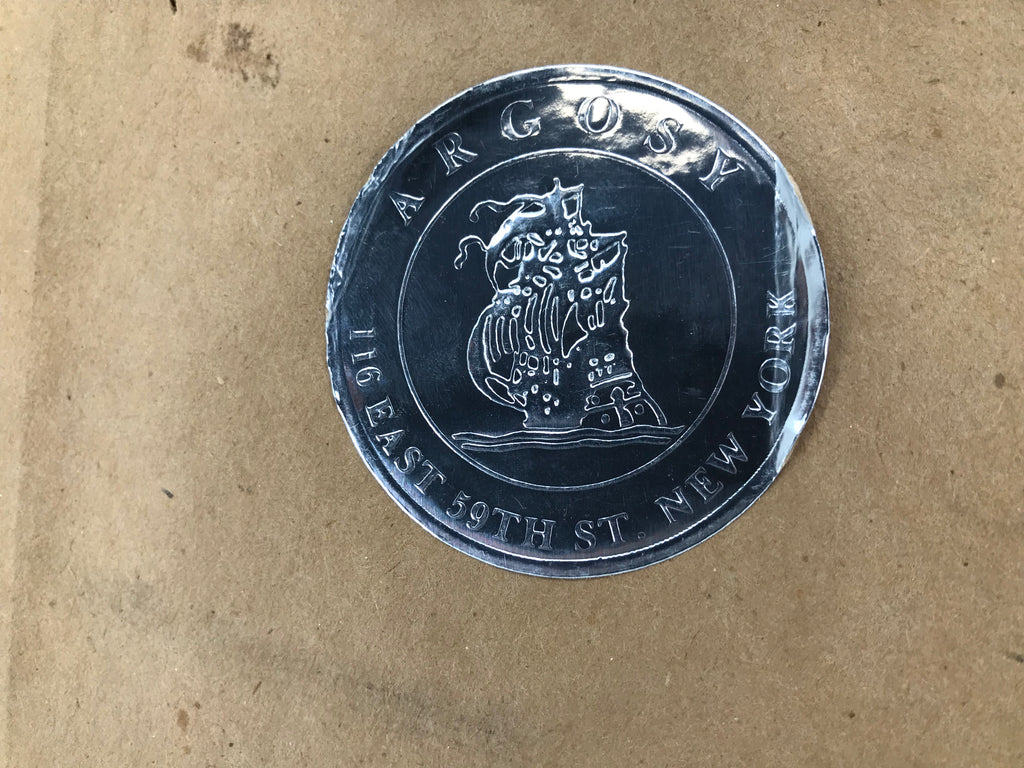 ARGOSY
116 EAST 59TH ST. NEW YORK